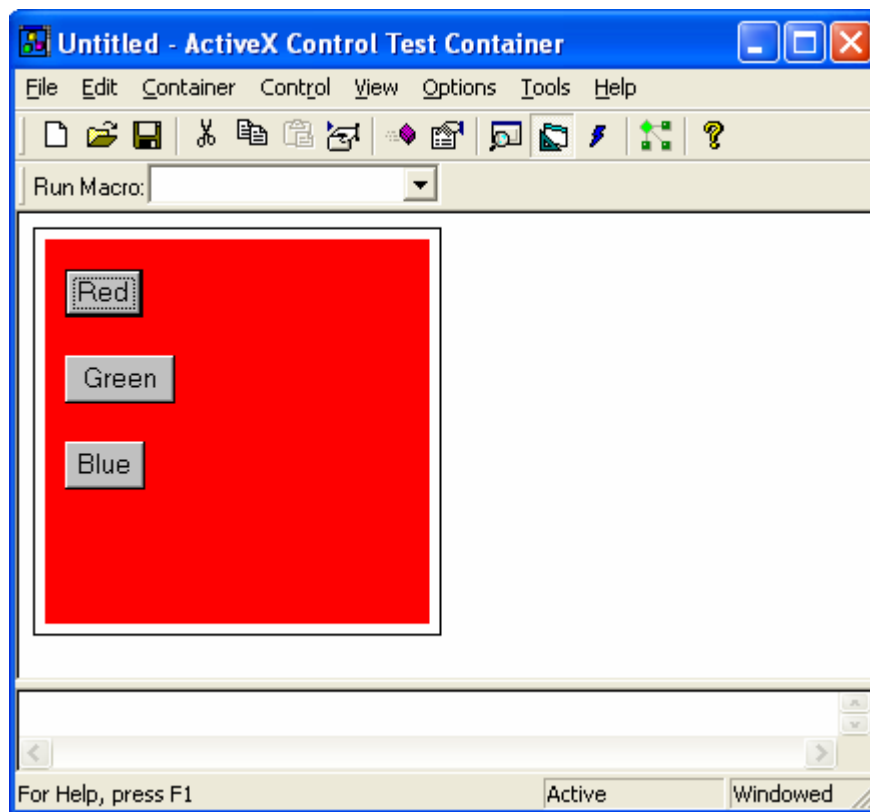 Untitled - ActiveX Control Test Container
File Edit Container Control View Options Tools Help
Run Macro:
Red
Green
Blue
For Help, press F1 Active Windowed